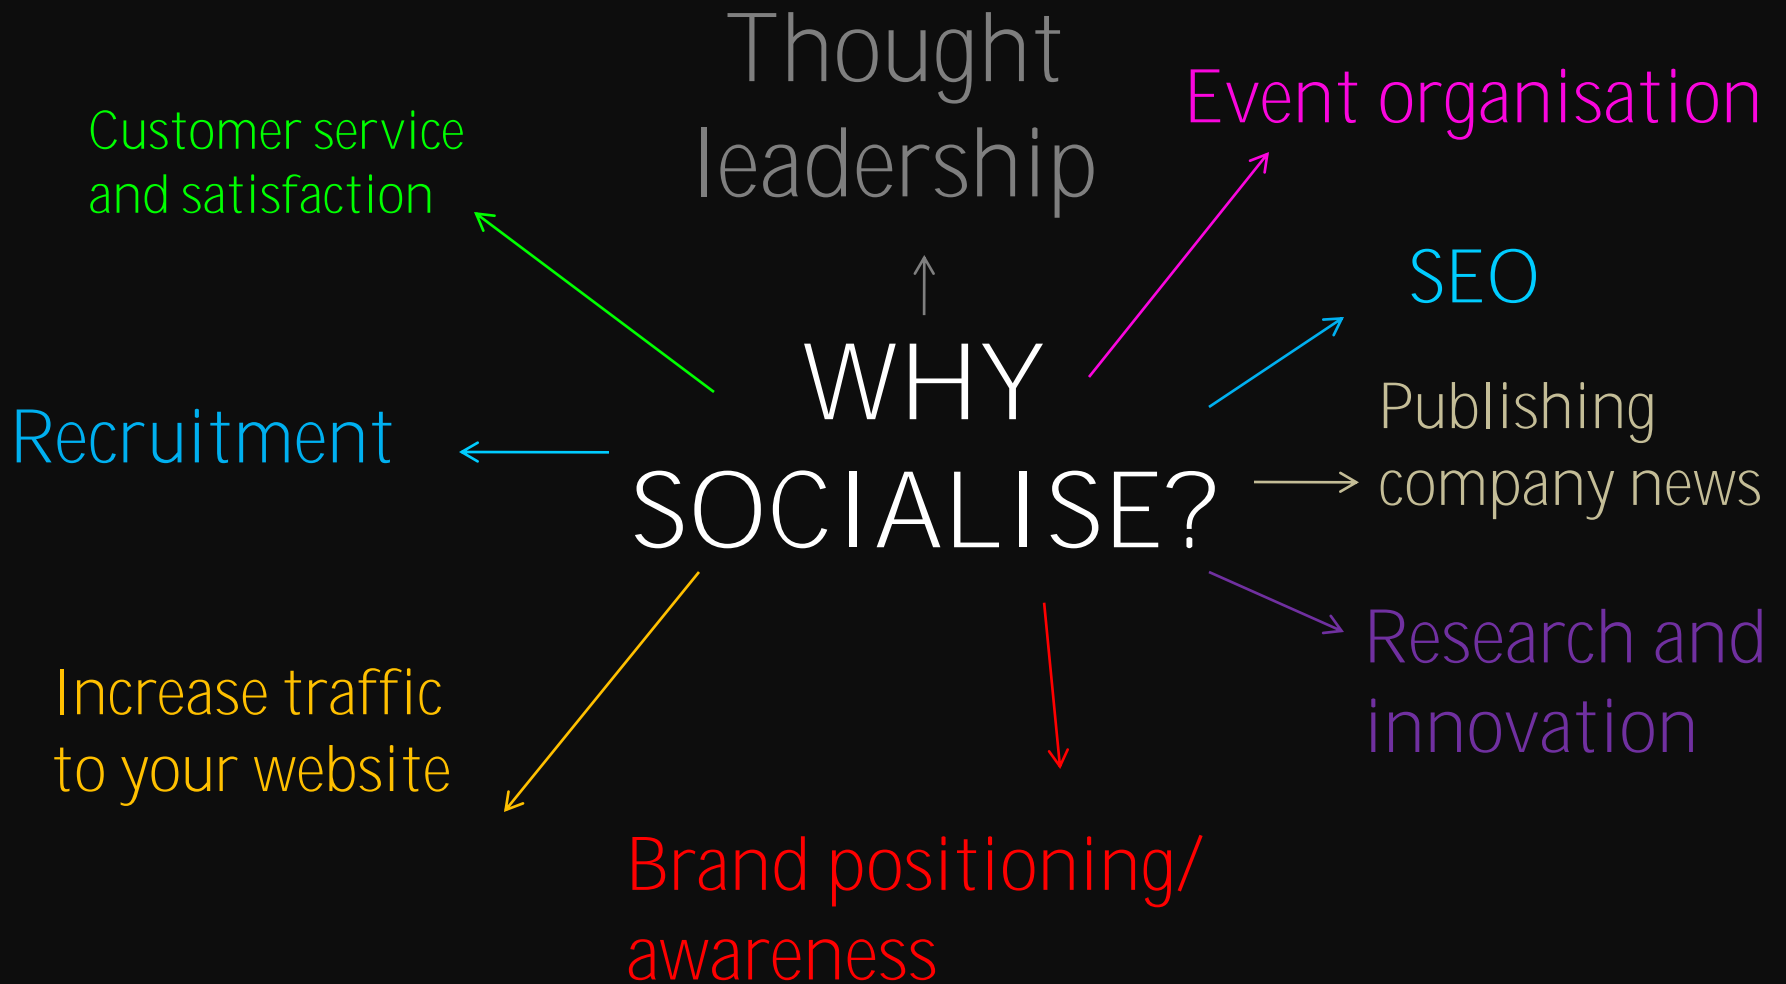 Thought
leadership
Event organisation
Customer service
and satisfaction
SEO
WHY
SOCIALISE?
Publishing
company news
Recruitment
Research and
innovation
Increase traffic
to your website
Brand positioning/
awareness